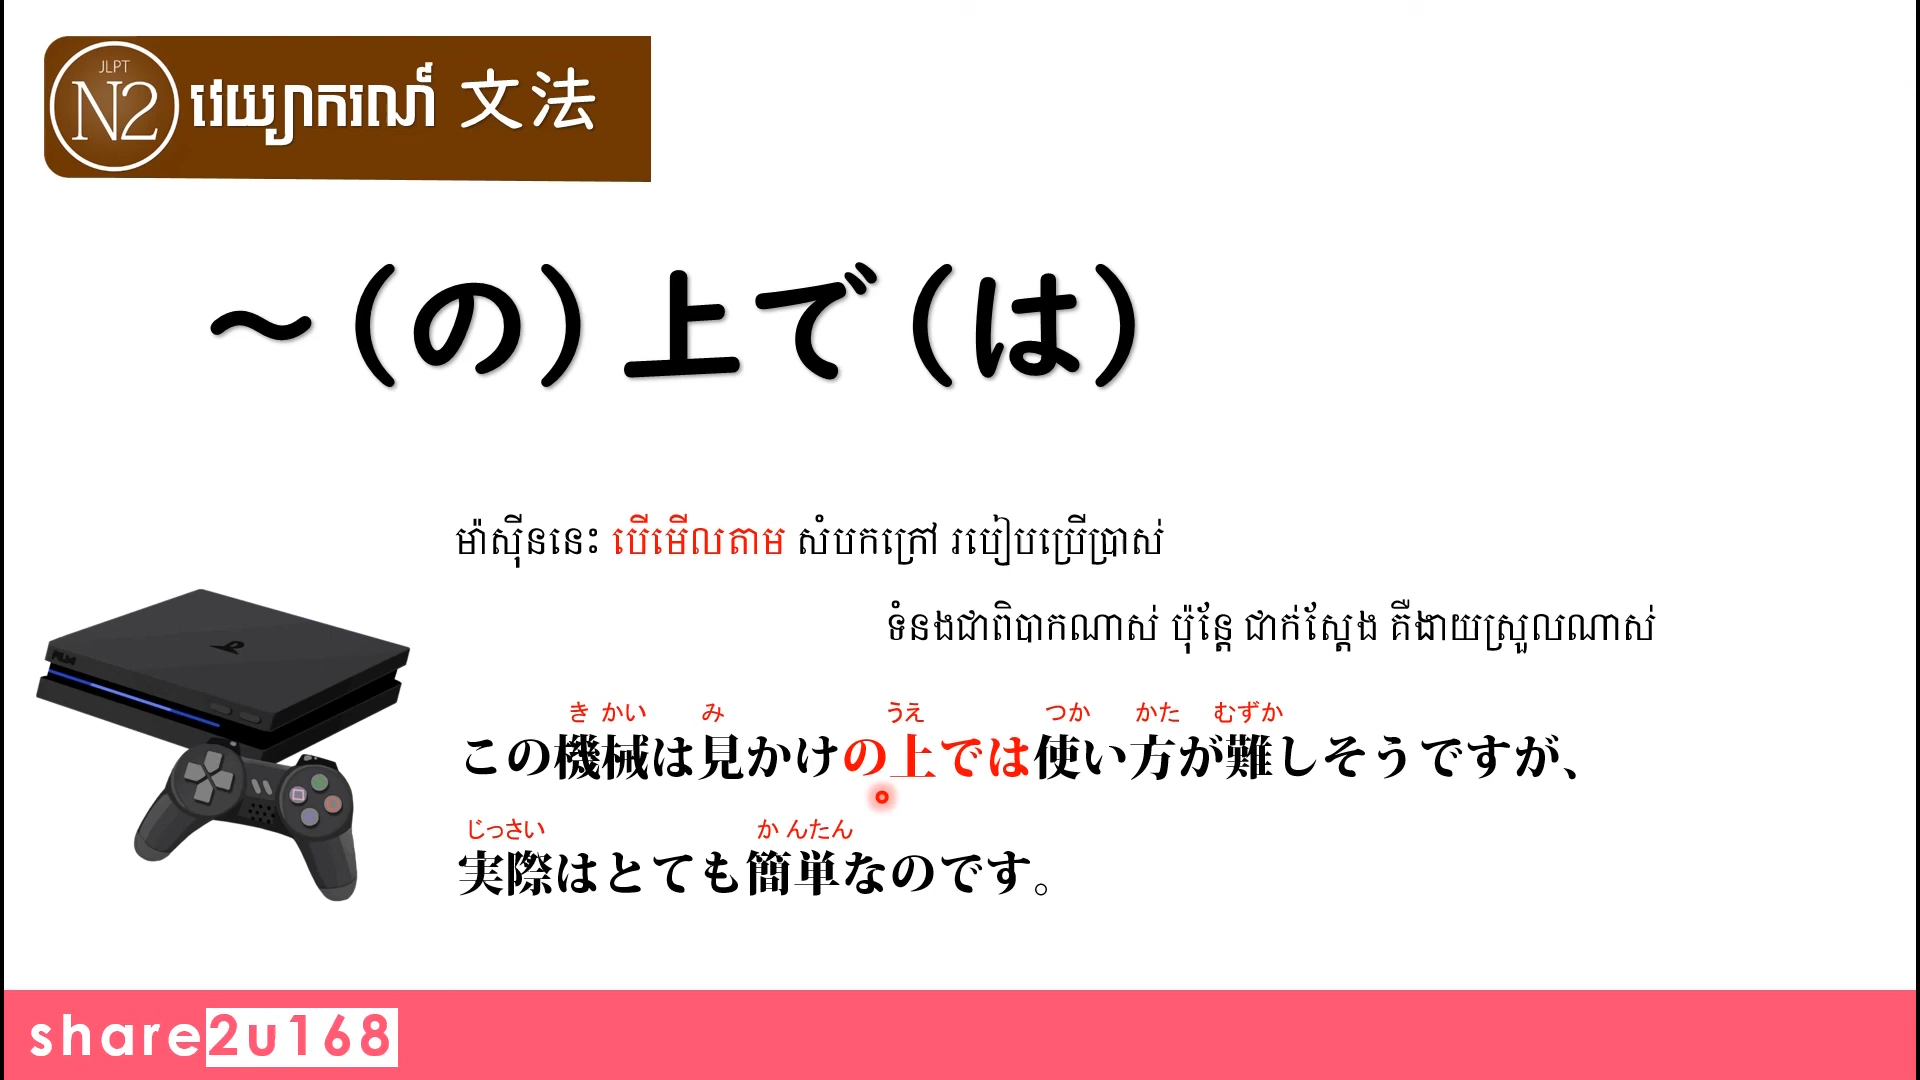 JLPT
N2 វេយ្យាករណ៍ 文法
～（の）上で（は）
ម៉ាស៊ីននេះ បើមើលតាម សំបកក្រៅ របៀបប្រើប្រាស់
ទំនងជាពិបាកណាស់ ប៉ុន្តែ ជាក់ស្តែង គឺងាយស្រួលណាស់
き かい み うえ つか かた むずか
この機械は見かけの上では使い方が難しそうですが、
じっさい か んたん
実際はとても簡単なのです。
share2u168